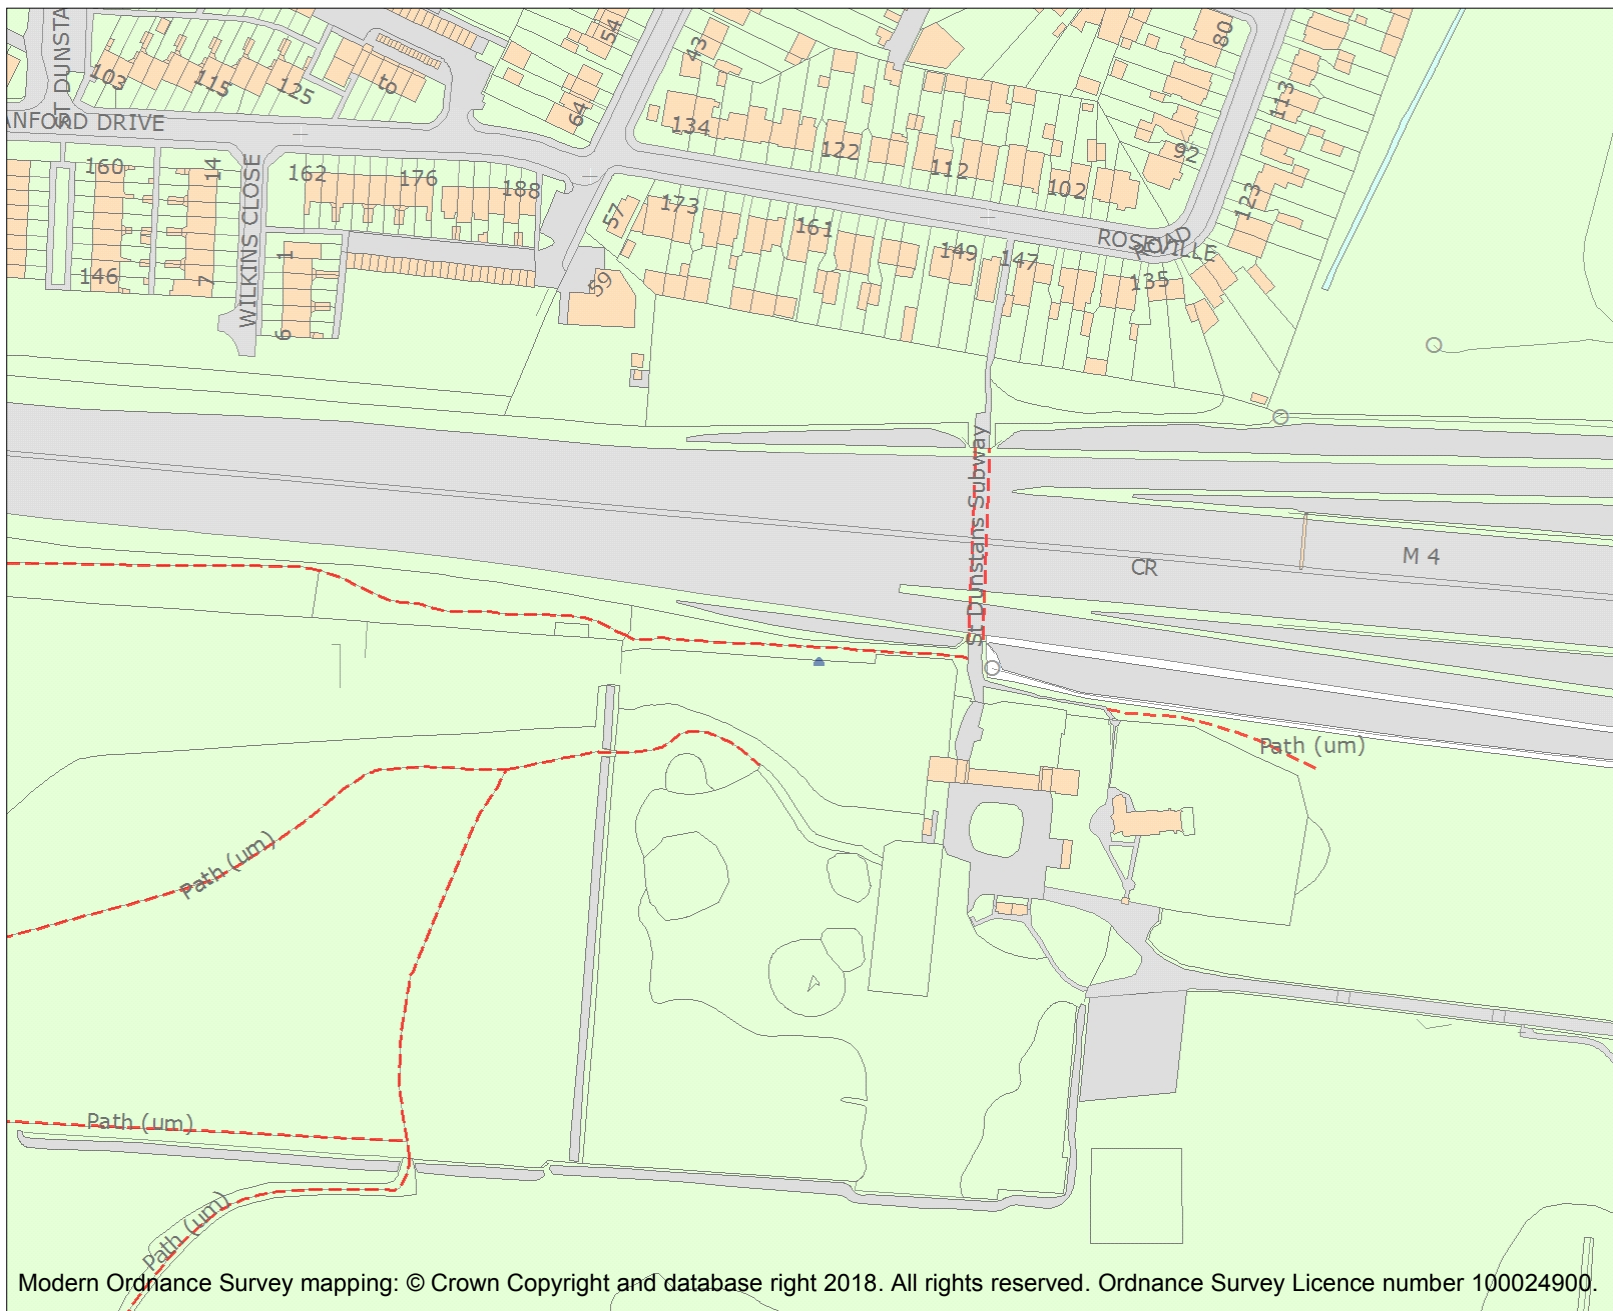 ST DUNSTA
54
43
80
103
115
125
to
64
113
ANFORD DRIVE
134
122
112
92
160
14
162
176
188
102
123
57
173
161
WILKINS CLOSE
1
149
147
ROSEVILLE
ROAD
135
146
7
59
6
St Dunstans Subway
M 4
CR
Path (um)
Path (um)
Path (um)
Path (um)
Modern Ordnance Survey mapping: © Crown Copyright and database right 2018. All rights reserved. Ordnance Survey Licence number 100024900.